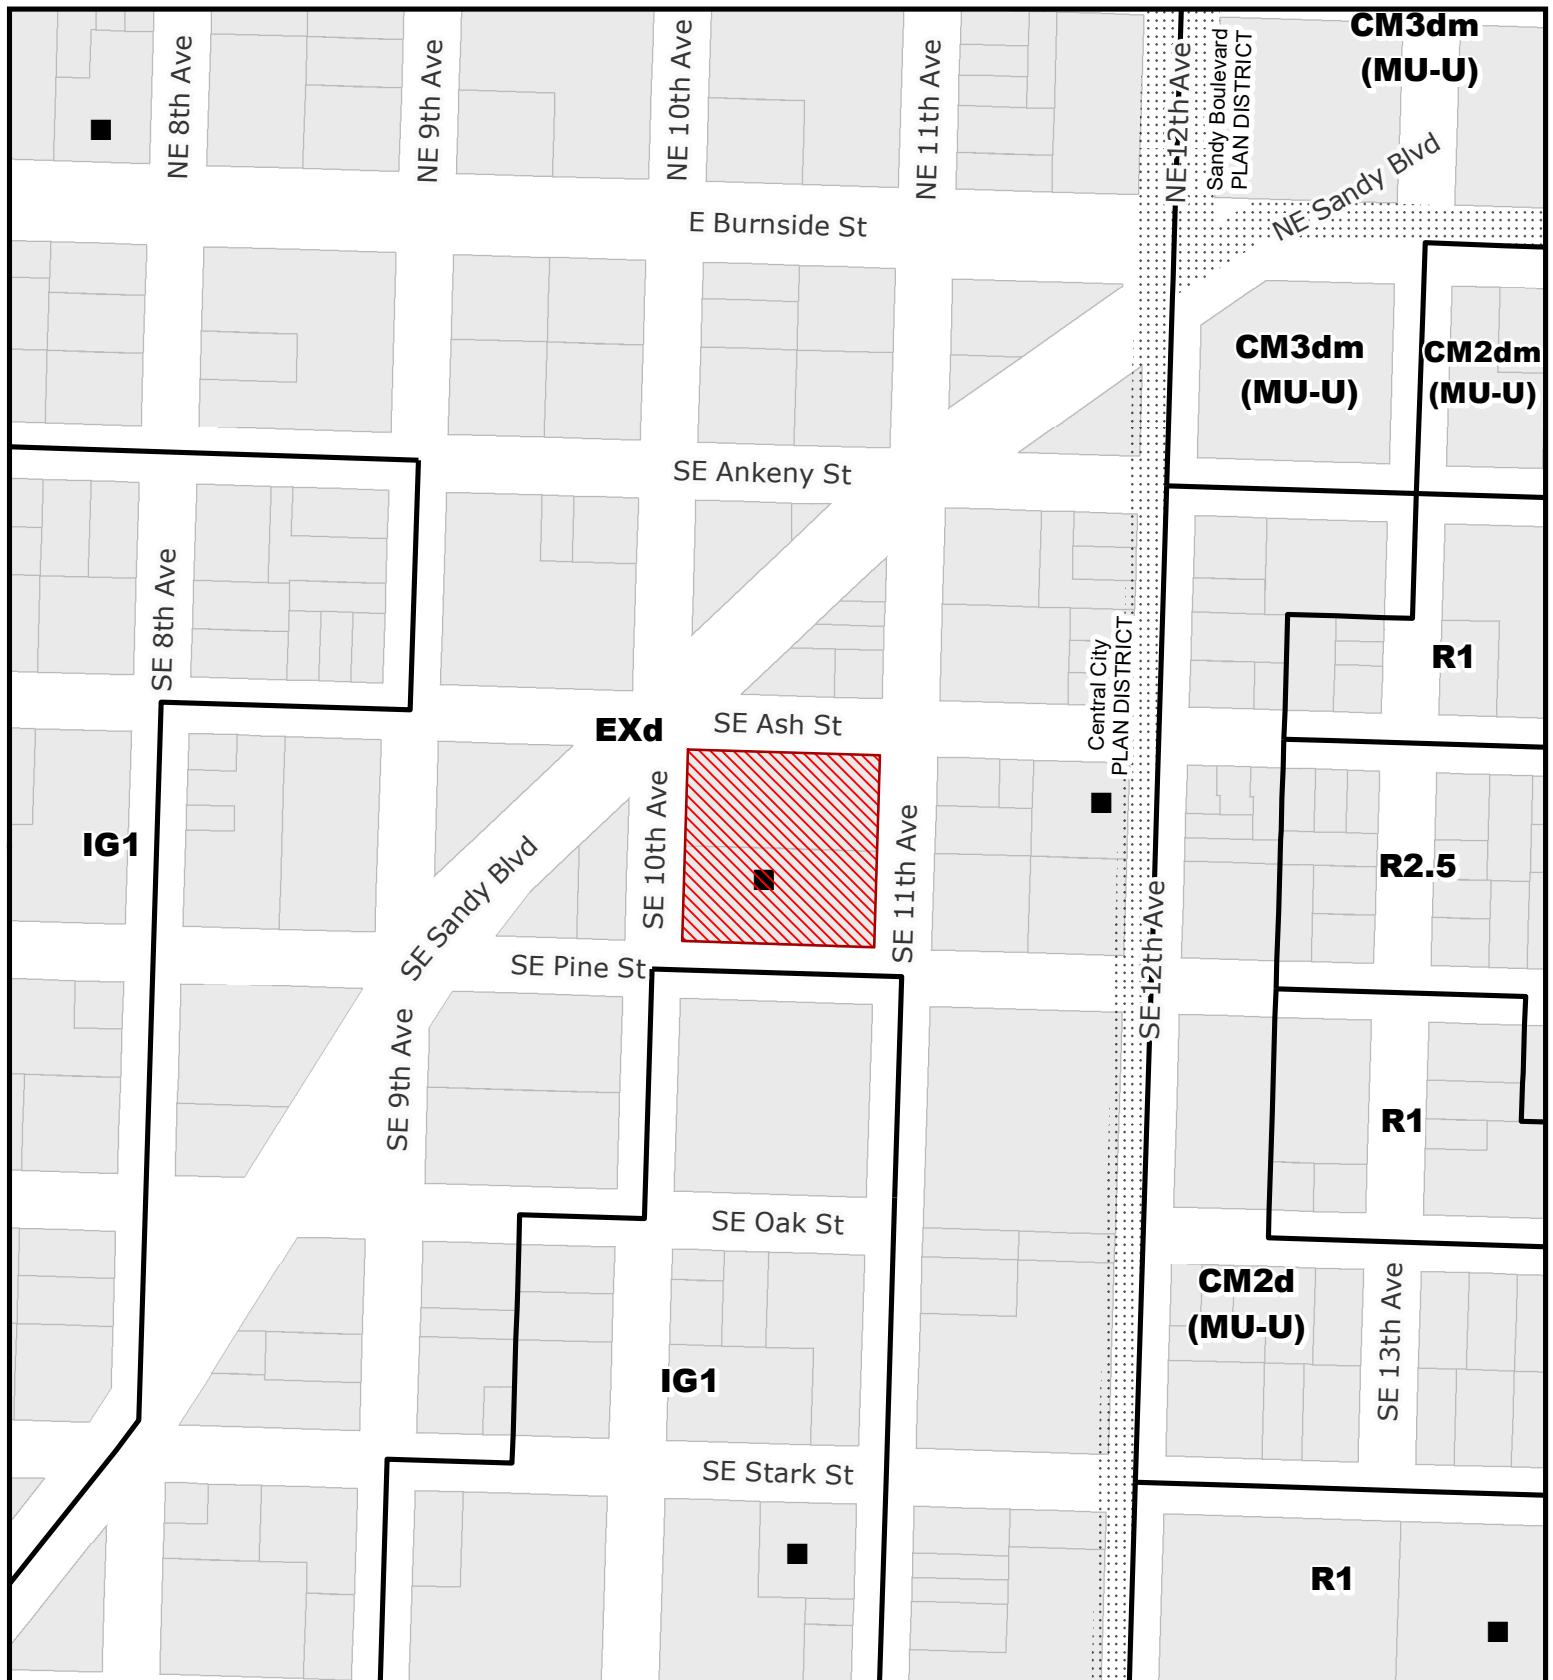 CM3dm
(MU-U)
NE 8th Ave
NE 9th Ave
NE 10th Ave
NE 11th Ave
NE 12th Ave
Sandy Boulevard
PLAN DISTRICT
NE Sandy Blvd
E Burnside St
CM3dm
(MU-U)
CM2dm
(MU-U)
SE Ankeny St
SE 8th Ave
Central City
PLAN DISTRICT
R1
EXd
SE Ash St
IG1
SE Sandy Blvd
SE 10th Ave
SE 11th Ave
R2.5
SE Pine St
SE 12th Ave
SE 9th Ave
R1
SE Oak St
CM2d
(MU-U)
SE 13th Ave
IG1
SE Stark St
R1